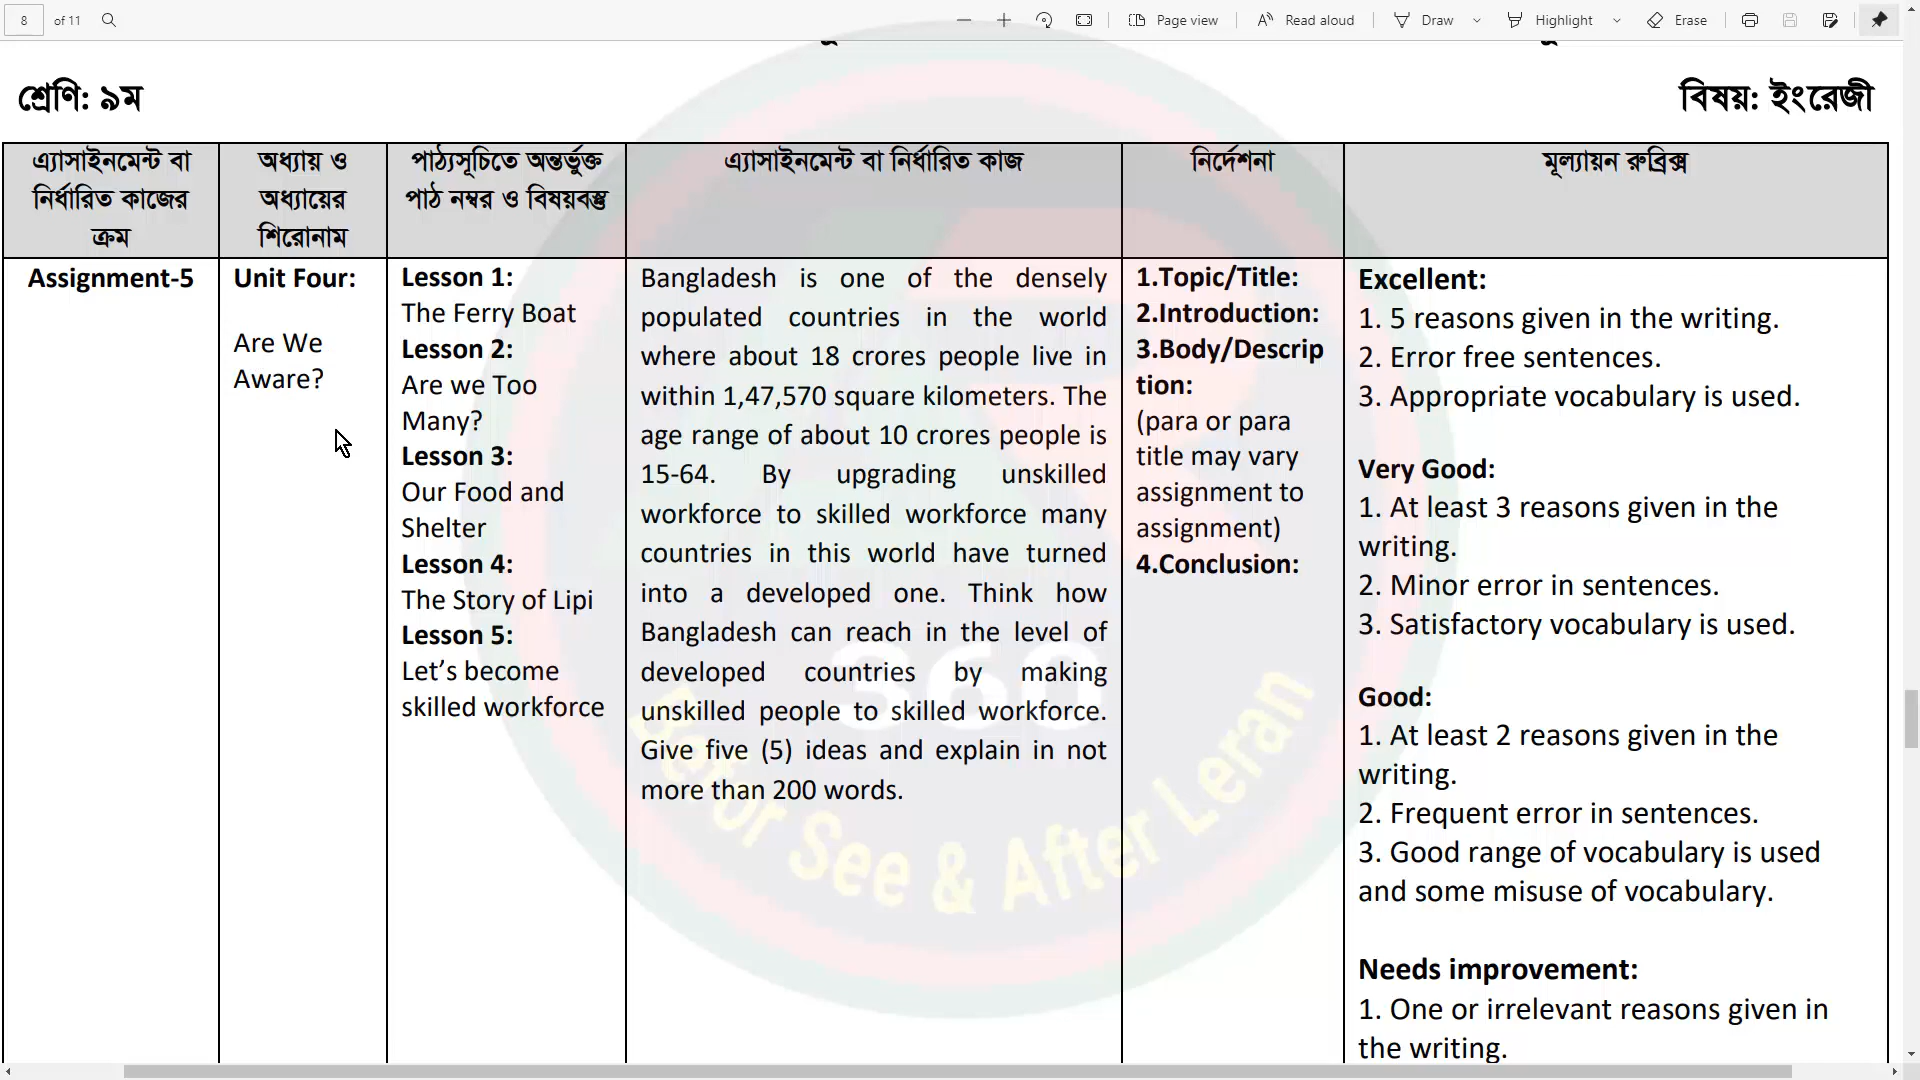 8 of 11 Page view Read aloud Draw Highlight Erase
শ্রেণি: ৯ম
বিষয়: ইংরেজী
এ্যাসাইনমেন্ট বা
নির্ধারিত কাজের
ক্রম
অধ্যায় ও
অধ্যায়ের
শিরোনাম
পাঠ্যসূচিতে অন্তর্ভুক্ত
পাঠ নম্বর ও বিষয়বস্তু
এ্যাসাইনমেন্ট বা নির্ধারিত কাজ
নির্দেশনা
মূল্যায়ন রুব্রিক্স
Assignment-5
Unit Four:
Are We
Aware?
Lesson 1:
The Ferry Boat
Lesson 2:
Are we Too
Many?
Lesson 3:
Our Food and
Shelter
Lesson 4:
The Story of Lipi
Lesson 5:
Let’s become
skilled workforce
Bangladesh is one of the densely
populated countries in the world
where about 18 crores people live in
within 1,47,570 square kilometers. The
age range of about 10 crores people is
15-64. By upgrading unskilled
workforce to skilled workforce many
countries in this world have turned
into a developed one. Think how
Bangladesh can reach in the level of
developed countries by making
unskilled people to skilled workforce.
Give five (5) ideas and explain in not
more than 200 words.
1.Topic/Title:
2.Introduction:
3.Body/Descrip
tion:
(para or para
title may vary
assignment to
assignment)
4.Conclusion:
Excellent:
1. 5 reasons given in the writing.
2. Error free sentences.
3. Appropriate vocabulary is used.
Very Good:
1. At least 3 reasons given in the
writing.
2. Minor error in sentences.
3. Satisfactory vocabulary is used.
Good:
1. At least 2 reasons given in the
writing.
2. Frequent error in sentences.
3. Good range of vocabulary is used
and some misuse of vocabulary.
Needs improvement:
1. One or irrelevant reasons given in
the writing.
360
Befor See & After Leran